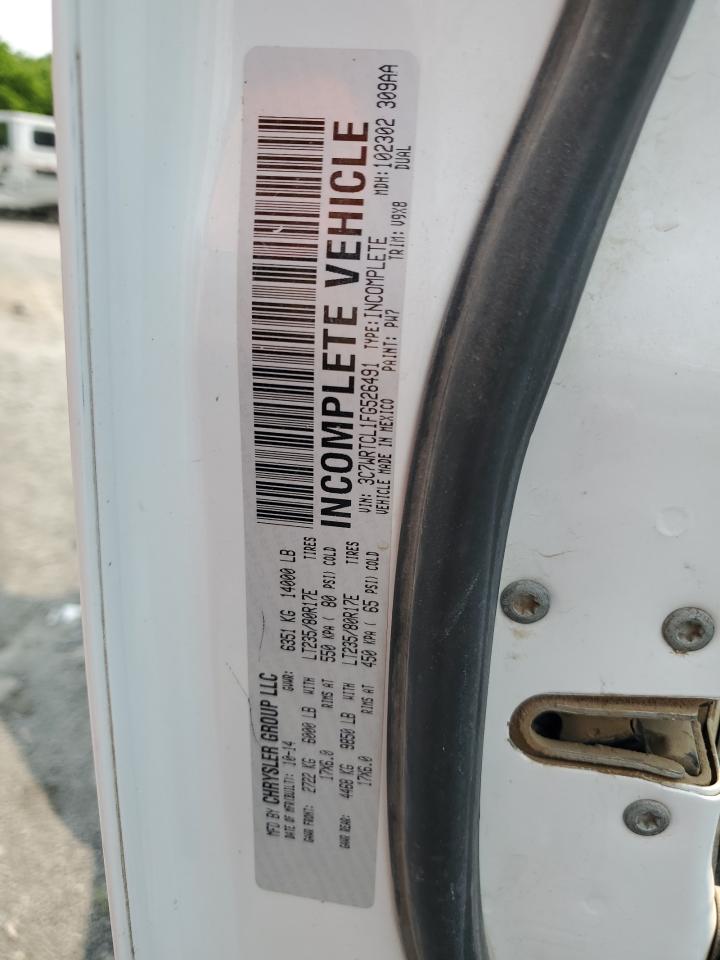 MFD BY CHRYSLER GROUP LLC
DATE OF MFR(BUILT): 10-14 GVWR: 6351 KG 14000 LB
GAWR FRONT: 2722 KG 6000 LB WITH LT235/80R17E TIRES
17X6.0 RIMS AT 550 KPA ( 80 PSI) COLD
GAWR REAR: 4468 KG 9850 LB WITH LT235/80R17E TIRES
17X6.0 RIMS AT 450 KPA ( 65 PSI) COLD
INCOMPLETE VEHICLE
VIN: 3C7WRTCL1FG526491 TYPE:INCOMPLETE MDH:102302 309AA
VEHICLE MADE IN MEXICO PAINT: PW7 TRIM: V9X8 DUAL